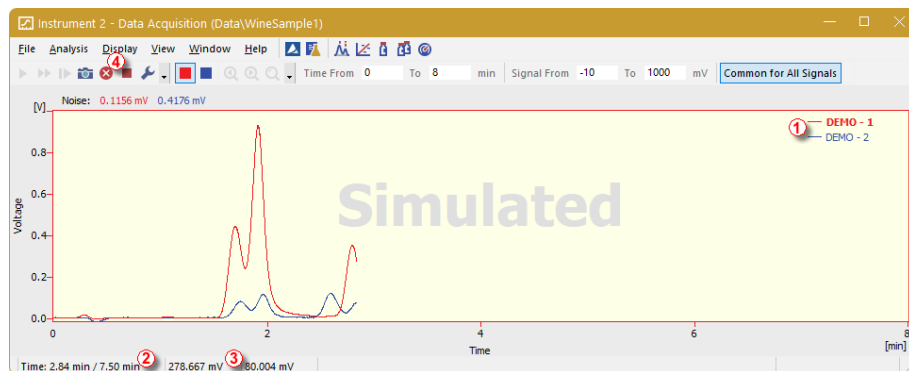 Instrument 2 - Data Acquisition (Data\WineSample1)
File Analysis Display View Window Help
4
Time From 0 To 8 min Signal From -10 To 1000 mV Common for All Signals
[V] Noise: 0.1156 mV 0.4176 mV
1 DEMO - 1
DEMO - 2
0.8
0.6
0.4
0.2
0.0
Voltage
Simulated
0 2 4 6 8
Time [min]
Time: 2.84 min / 7.50 min 2 278.667 mV 3 80.004 mV